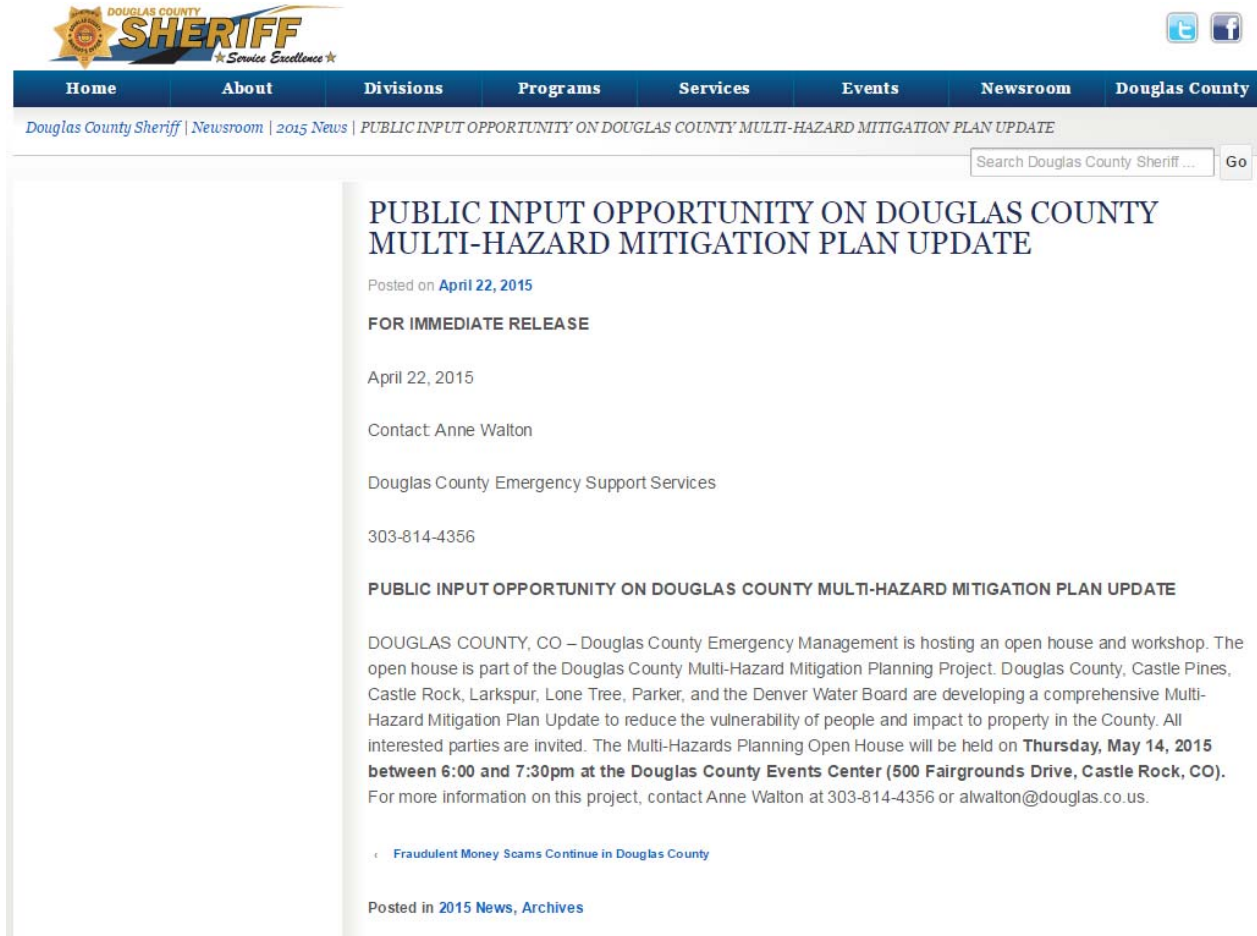 DOUGLAS COUNTY
SHERIFF
Service Excellence
Home About Divisions Programs Services Events Newsroom Douglas County
Douglas County Sheriff | Newsroom | 2015 News | PUBLIC INPUT OPPORTUNITY ON DOUGLAS COUNTY MULTI-HAZARD MITIGATION PLAN UPDATE
Search Douglas County Sheriff ... Go
PUBLIC INPUT OPPORTUNITY ON DOUGLAS COUNTY
MULTI-HAZARD MITIGATION PLAN UPDATE
Posted on April 22, 2015
FOR IMMEDIATE RELEASE
April 22, 2015
Contact: Anne Walton
Douglas County Emergency Support Services
303-814-4356
PUBLIC INPUT OPPORTUNITY ON DOUGLAS COUNTY MULTI-HAZARD MITIGATION PLAN UPDATE
DOUGLAS COUNTY, CO – Douglas County Emergency Management is hosting an open house and workshop. The
open house is part of the Douglas County Multi-Hazard Mitigation Planning Project. Douglas County, Castle Pines,
Castle Rock, Larkspur, Lone Tree, Parker, and the Denver Water Board are developing a comprehensive Multi-
Hazard Mitigation Plan Update to reduce the vulnerability of people and impact to property in the County. All
interested parties are invited. The Multi-Hazards Planning Open House will be held on Thursday, May 14, 2015
between 6:00 and 7:30pm at the Douglas County Events Center (500 Fairgrounds Drive, Castle Rock, CO).
For more information on this project, contact Anne Walton at 303-814-4356 or alwalton@douglas.co.us.
‹ Fraudulent Money Scams Continue in Douglas County
Posted in 2015 News, Archives